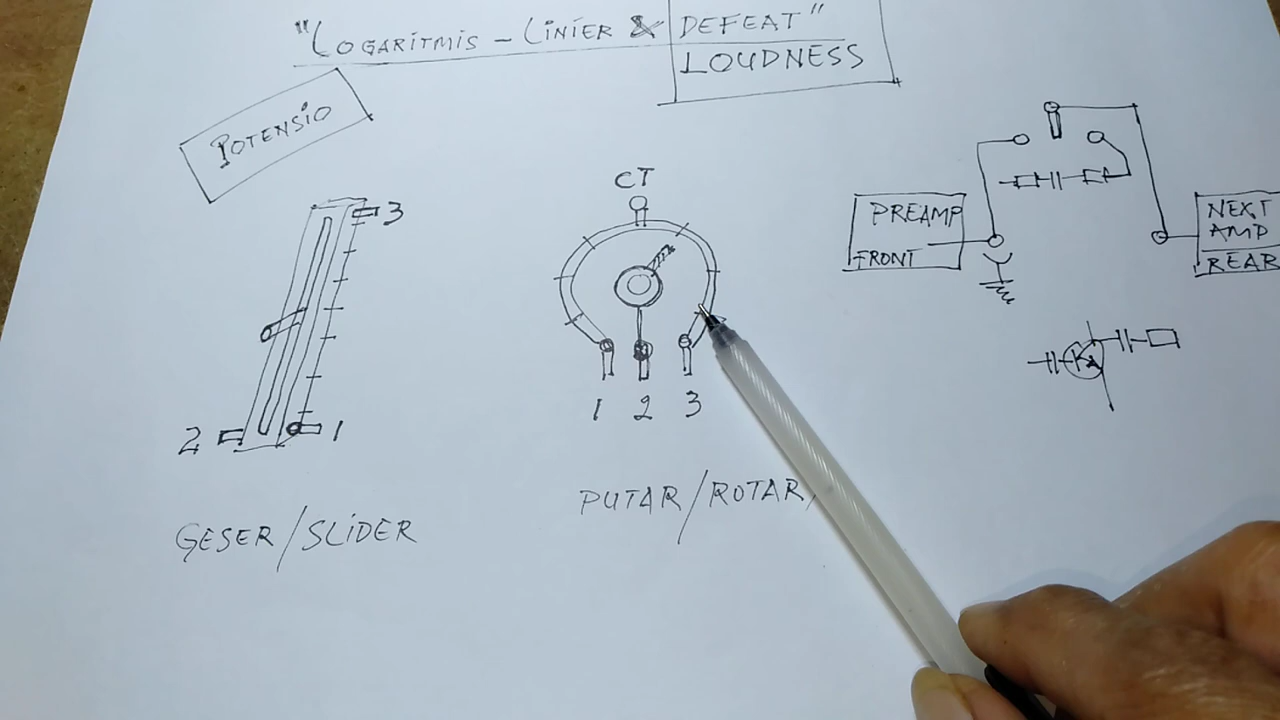 "LOGARITMIS - LINIER & DEFEAT"
LOUDNESS
POTENSIO
3
2
1
GESER/SLIDER
CT
1 2 3
PUTAR/ROTAR
PREAMP
FRONT
NEXT
AMP
REAR